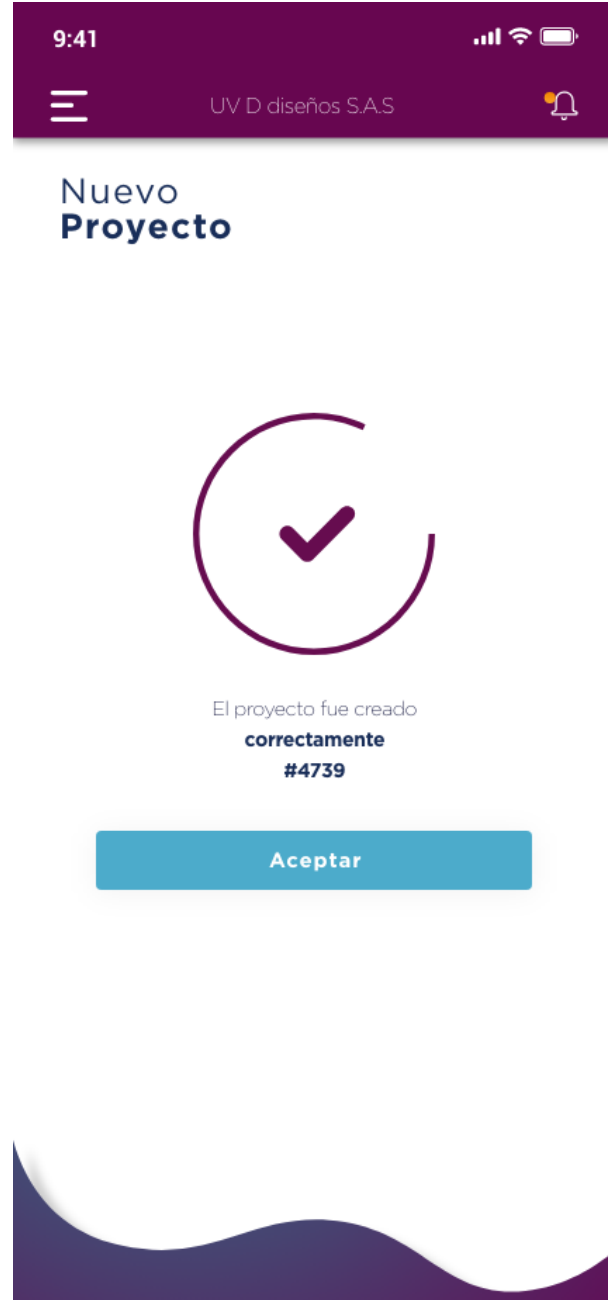 9:41
UV D diseños S.A.S
Nuevo
Proyecto
El proyecto fue creado
correctamente
#4739
Aceptar